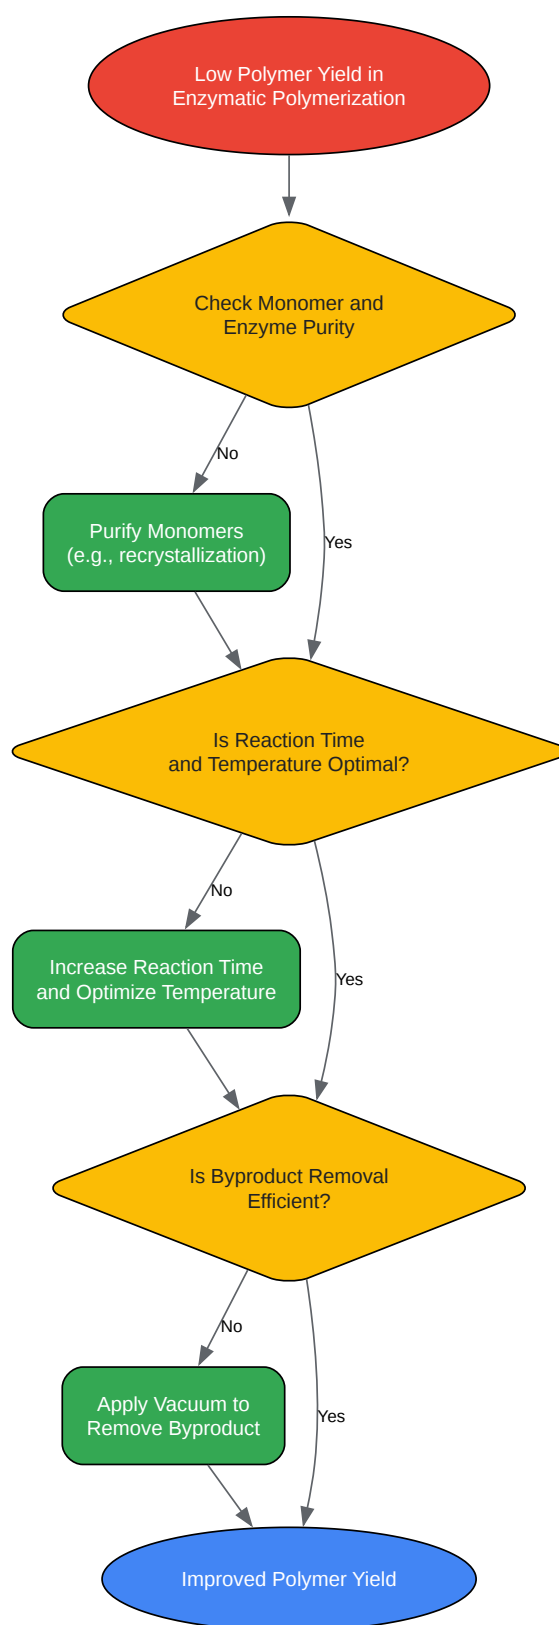 Low Polymer Yield in
Enzymatic Polymerization
Check Monomer and
Enzyme Purity
No
Purify Monomers
(e.g., recrystallization)
Yes
Is Reaction Time
and Temperature Optimal?
No
Increase Reaction Time
and Optimize Temperature
Yes
Is Byproduct Removal
Efficient?
No
Apply Vacuum to
Remove Byproduct
Yes
Improved Polymer Yield